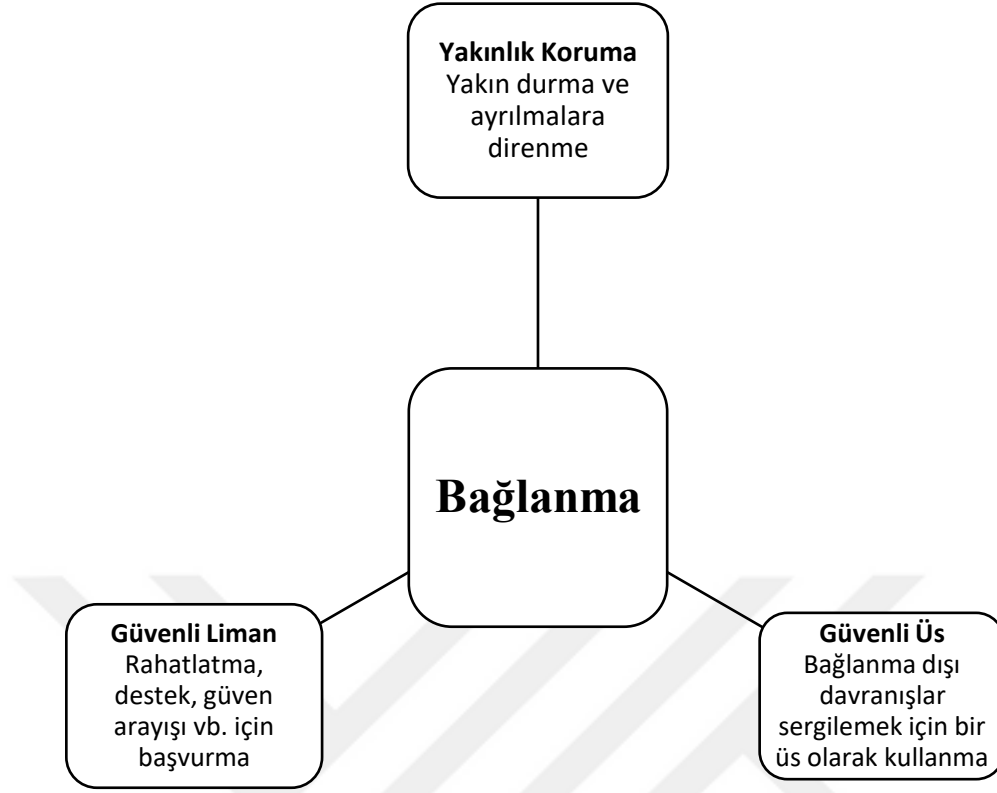 Yakınlık Koruma
Yakın durma ve
ayrılmalara
direnme
Bağlanma
Güvenli Liman
Rahatlatma,
destek, güven
arayışı vb. için
başvurma
Güvenli Üs
Bağlanma dışı
davranışlar
sergilemek için bir
üs olarak kullanma